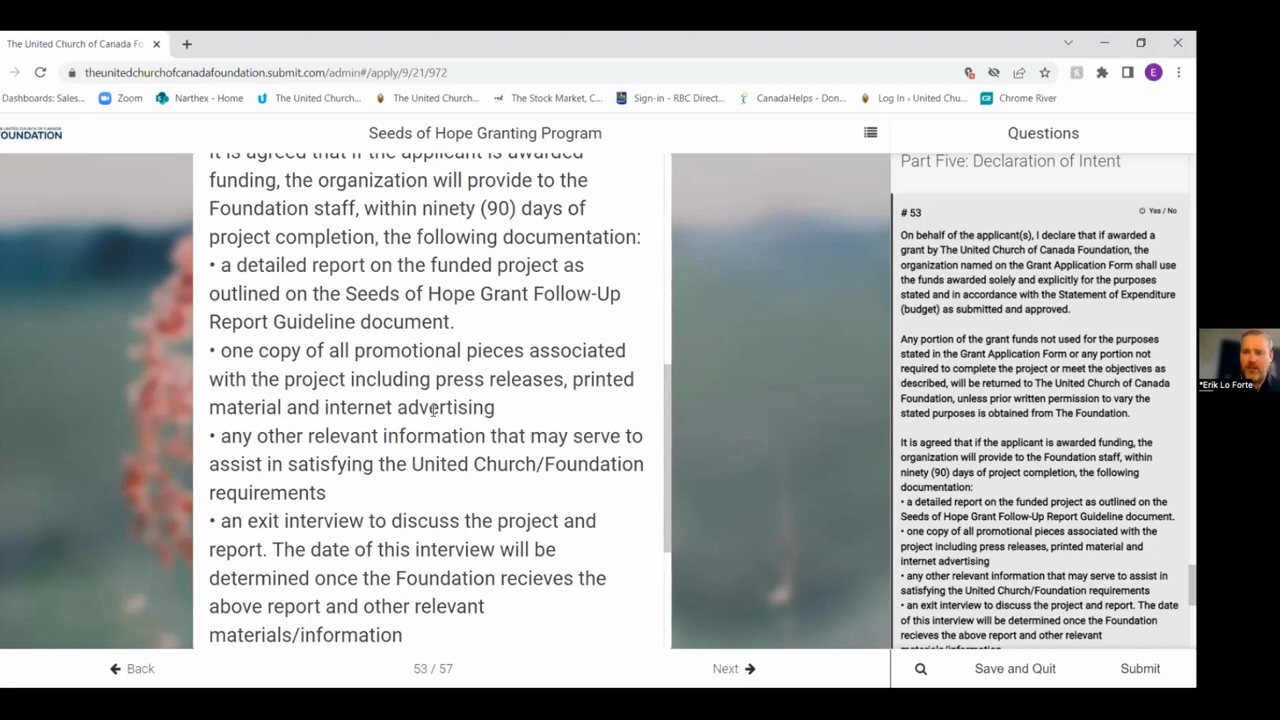 The United Church of Canada Fo
theunitedchurchofcanadafoundation.submit.com/admin#/apply/9/21/972
E
Dashboards: Sales...
Zoom
Narthex - Home
The United Church...
The United Church...
The Stock Market, C...
Sign-in - RBC Direct...
CanadaHelps - Don...
Log In ‹ United Chu...
Chrome River
OUNDATION
Seeds of Hope Granting Program
Questions
It is agreed that if the applicant is awarded
funding, the organization will provide to the
Foundation staff, within ninety (90) days of
project completion, the following documentation:
• a detailed report on the funded project as
outlined on the Seeds of Hope Grant Follow-Up
Report Guideline document.
• one copy of all promotional pieces associated
with the project including press releases, printed
material and internet advertising
• any other relevant information that may serve to
assist in satisfying the United Church/Foundation
requirements
• an exit interview to discuss the project and
report. The date of this interview will be
determined once the Foundation recieves the
above report and other relevant
materials/information
Back
53 / 57
Next
Part Five: Declaration of Intent
# 53
Yes / No
On behalf of the applicant(s), I declare that if awarded a
grant by The United Church of Canada Foundation, the
organization named on the Grant Application Form shall use
the funds awarded solely and explicitly for the purposes
stated and in accordance with the Statement of Expenditure
(budget) as submitted and approved.
Any portion of the grant funds not used for the purposes
stated in the Grant Application Form or any portion not
required to complete the project or meet the objectives as
described, will be returned to The United Church of Canada
Foundation, unless prior written permission to vary the
stated purposes is obtained from The Foundation.
It is agreed that if the applicant is awarded funding, the
organization will provide to the Foundation staff, within
ninety (90) days of project completion, the following
documentation:
• a detailed report on the funded project as outlined on the
Seeds of Hope Grant Follow-Up Report Guideline document.
• one copy of all promotional pieces associated with the
project including press releases, printed material and
internet advertising
• any other relevant information that may serve to assist in
satisfying the United Church/Foundation requirements
• an exit interview to discuss the project and report. The date
of this interview will be determined once the Foundation
recieves the above report and other relevant
materials/information
Save and Quit
Submit
*Erik Lo Forte